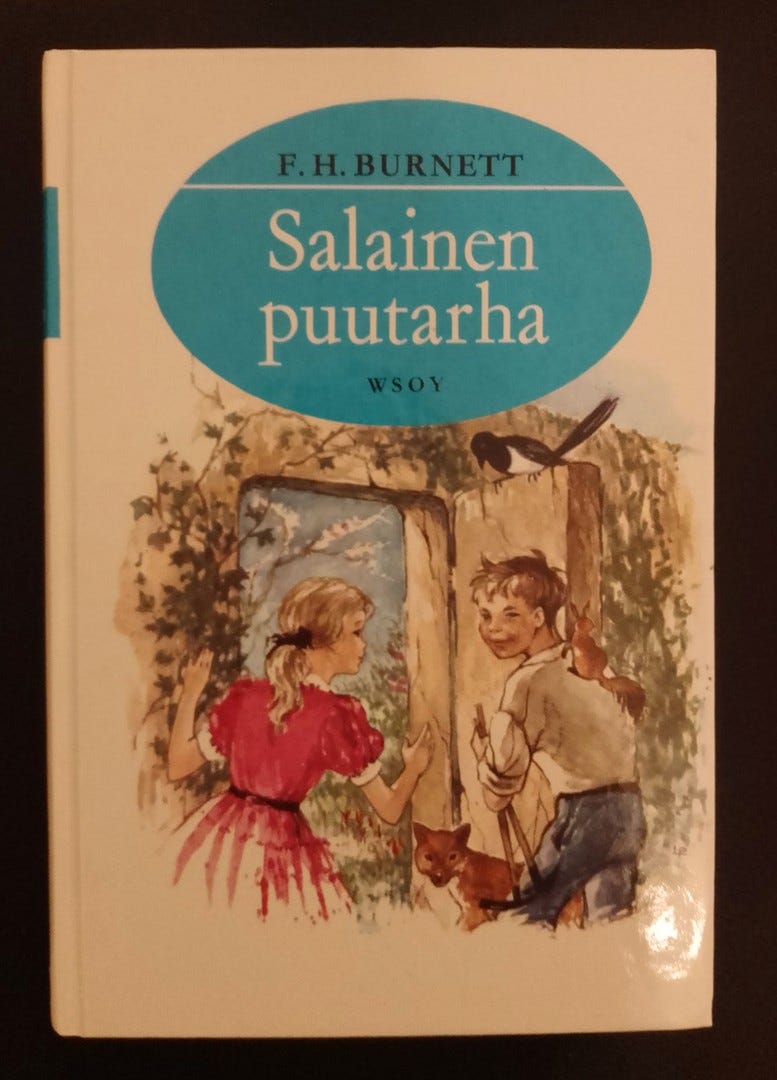 F. H. BURNETT
Salainen
puutarha
WSOY